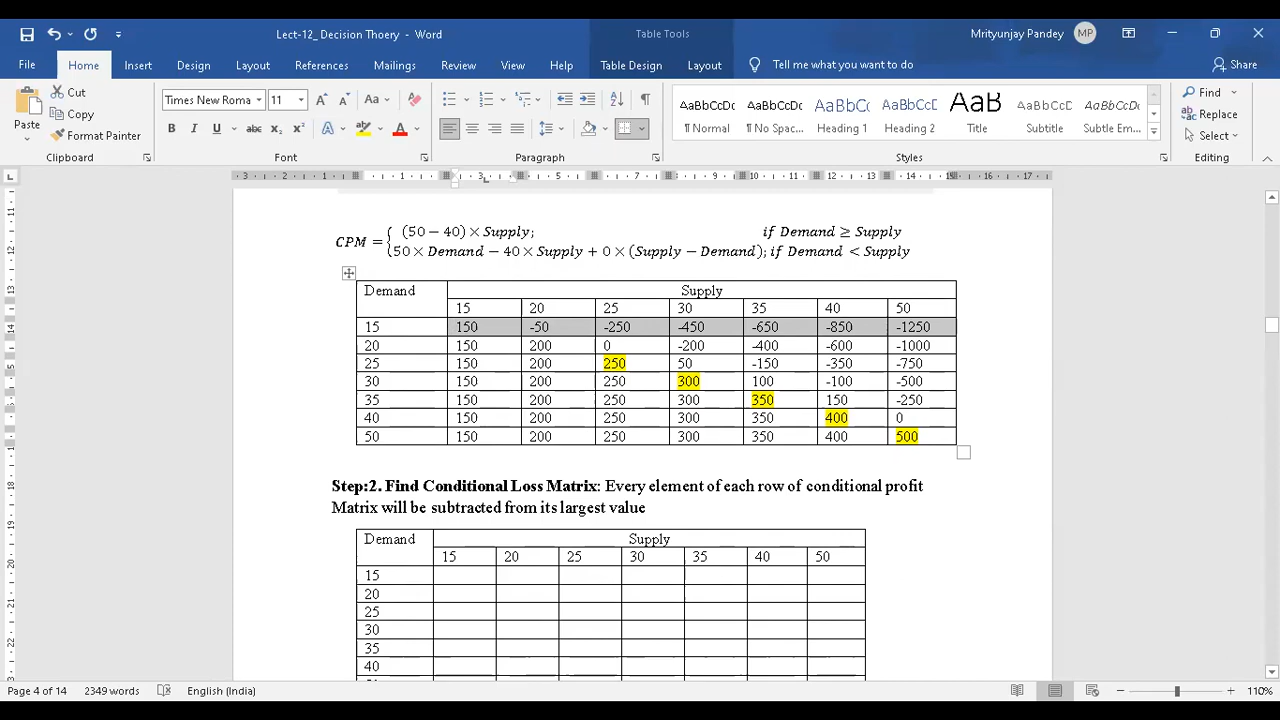 Lect-12_ Decision Thoery - Word
Table Tools
Mrityunjay Pandey
MP
File Home Insert Design Layout References Mailings Review View Help Table Design Layout Tell me what you want to do Share
Paste
Cut
Copy
Format Painter
Clipboard
Times New Roma 11
Font
Paragraph
AaBbCcDc AaBbCcDc AaBbCcDc AaBbCcDc AaB AaBbCcDc AaBbCcDc
¶ Normal ¶ No Spac... Heading 1 Heading 2 Title Subtitle Subtle Em...
Styles
Find
Replace
Select
Editing
CPM = { (50 − 40) × Supply; if Demand ≥ Supply
50 × Demand − 40 × Supply + 0 × (Supply − Demand); if Demand < Supply
Demand Supply
15 20 25 30 35 40 50
15 150 -50 -250 -450 -650 -850 -1250
20 150 200 0 -200 -400 -600 -1000
25 150 200 250 50 -150 -350 -750
30 150 200 250 300 100 -100 -500
35 150 200 250 300 350 150 -250
40 150 200 250 300 350 400 0
50 150 200 250 300 350 400 500
Step:2. Find Conditional Loss Matrix: Every element of each row of conditional profit
Matrix will be subtracted from its largest value
Demand Supply
15 20 25 30 35 40 50
15
20
25
30
35
40
Page 4 of 14 2349 words English (India) 110%